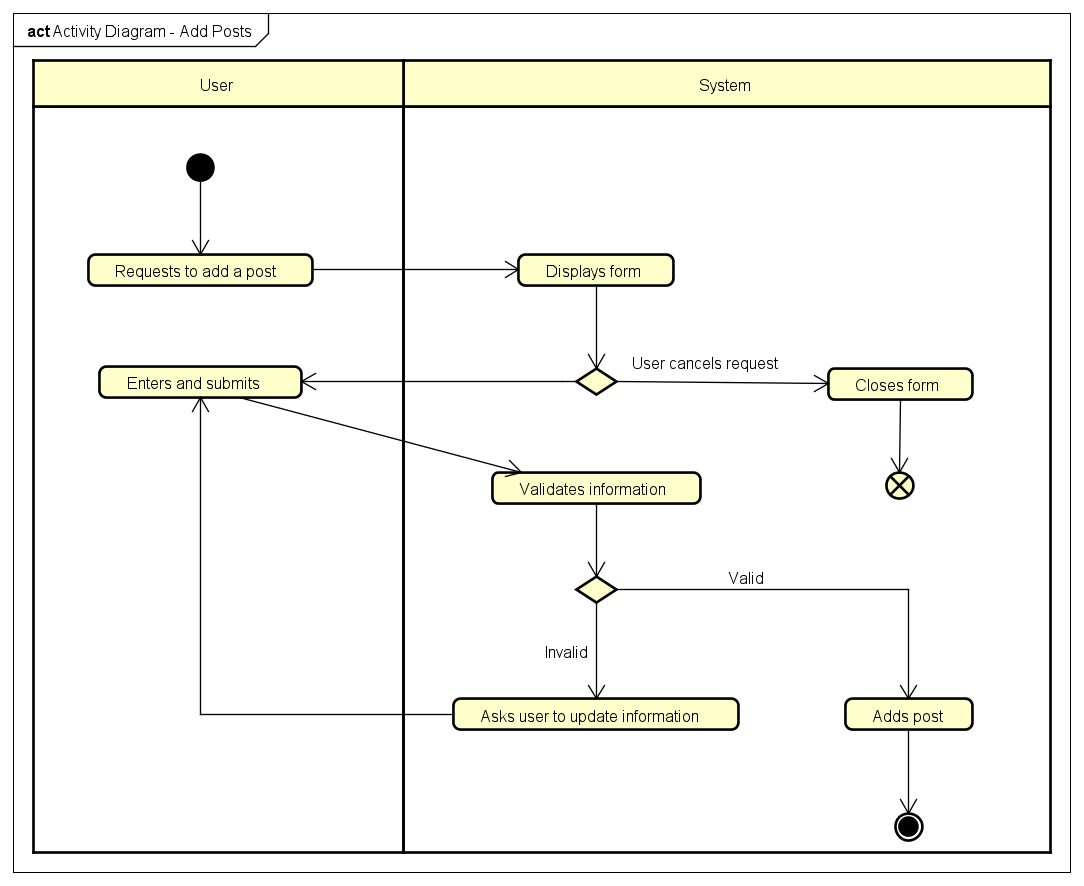 act Activity Diagram - Add Posts
User
System
Requests to add a post
Displays form
User cancels request
Enters and submits
Closes form
Validates information
Valid
Invalid
Asks user to update information
Adds post